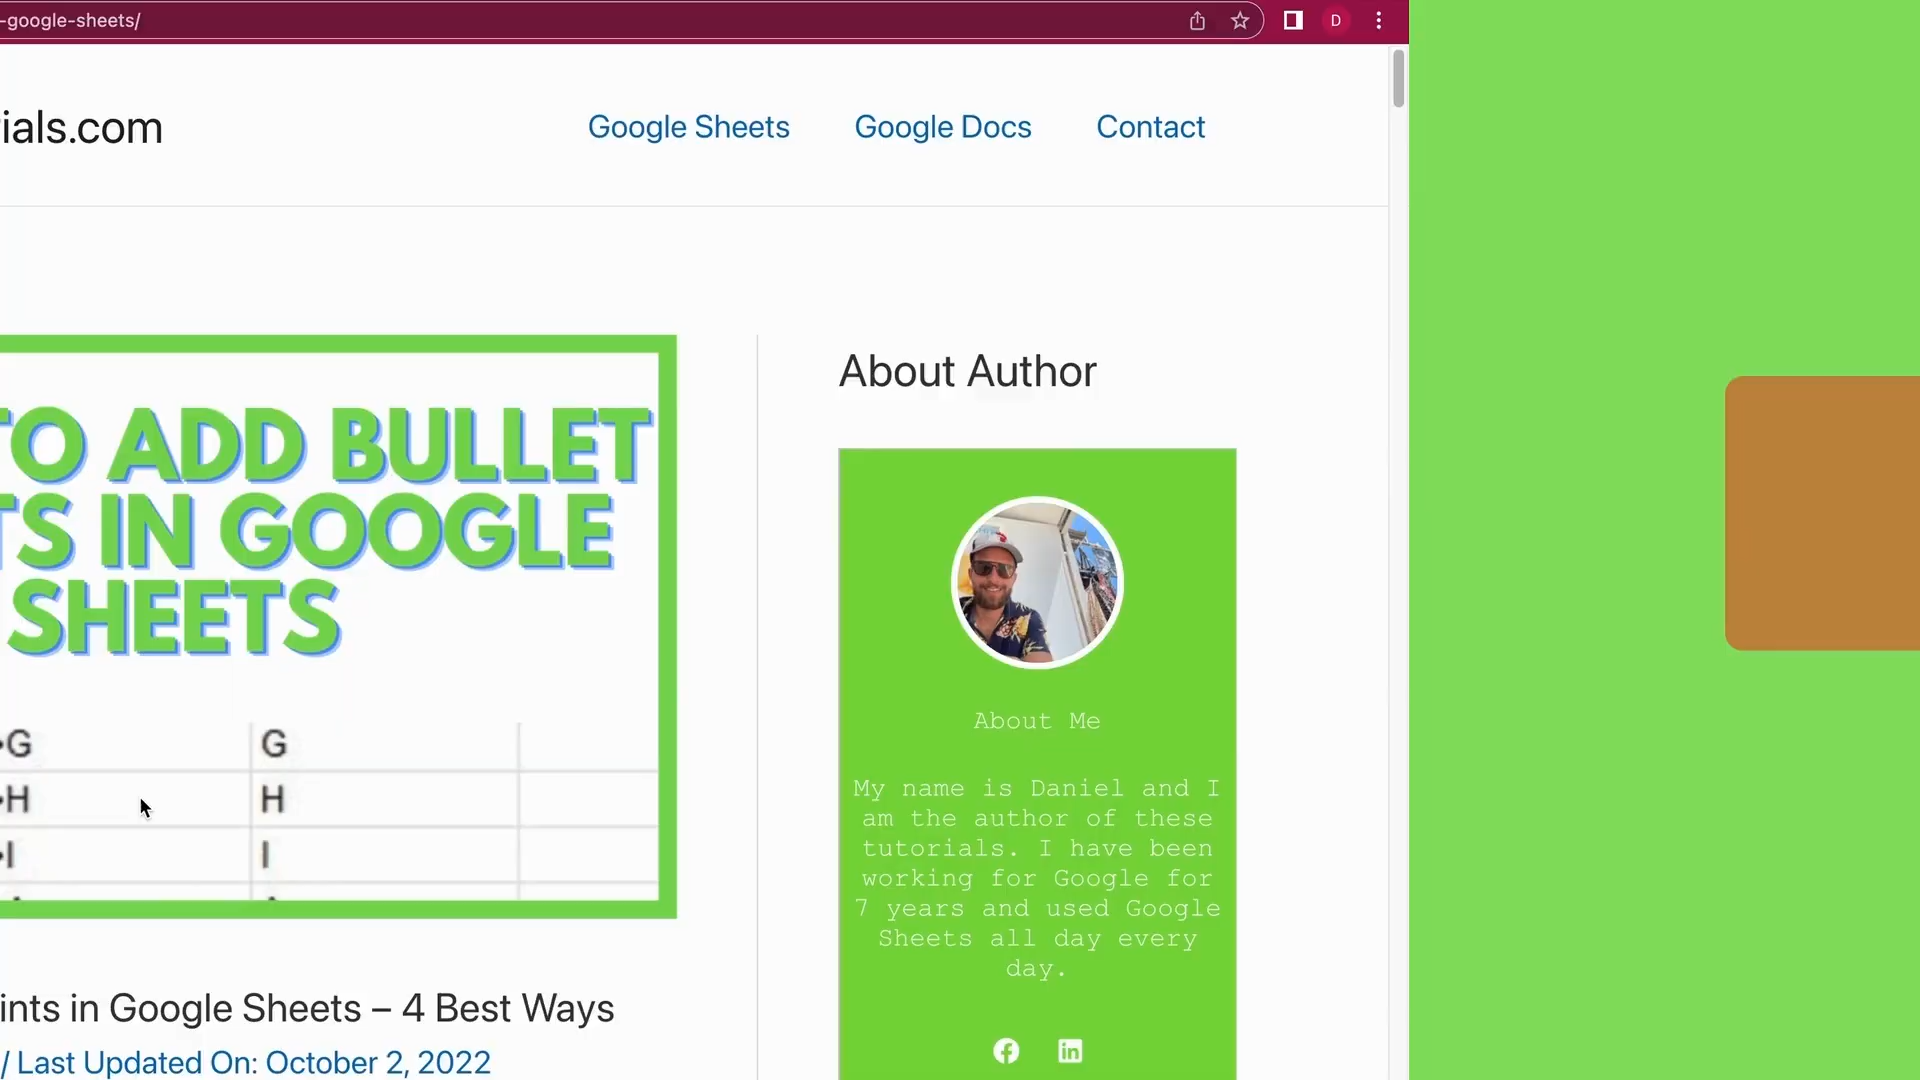 -google-sheets/
D
ials.com
Google Sheets
Google Docs
Contact
TO ADD BULLET
TS IN GOOGLE
SHEETS
•G
G
•H
H
•I
I
About Author
About Me
My name is Daniel and I
am the author of these
tutorials. I have been
working for Google for
7 years and used Google
Sheets all day every
day.
ints in Google Sheets – 4 Best Ways
/ Last Updated On: October 2, 2022